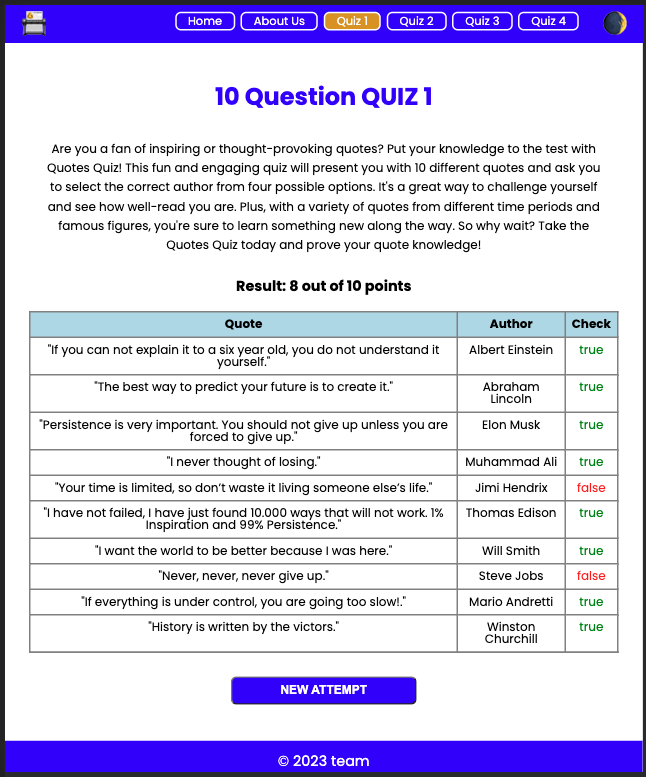 Home About Us Quiz 1 Quiz 2 Quiz 3 Quiz 4
10 Question QUIZ 1
Are you a fan of inspiring or thought-provoking quotes? Put your knowledge to the test with
Quotes Quiz! This fun and engaging quiz will present you with 10 different quotes and ask you
to select the correct author from four possible options. It's a great way to challenge yourself
and see how well-read you are. Plus, with a variety of quotes from different time periods and
famous figures, you're sure to learn something new along the way. So why wait? Take the
Quotes Quiz today and prove your quote knowledge!
Result: 8 out of 10 points
Quote Author Check
"If you can not explain it to a six year old, you do not understand it
yourself."
Albert Einstein
true
"The best way to predict your future is to create it."
Abraham
Lincoln
true
"Persistence is very important. You should not give up unless you are
forced to give up."
Elon Musk
true
"I never thought of losing."
Muhammad Ali
true
"Your time is limited, so don’t waste it living someone else’s life."
Jimi Hendrix
false
"I have not failed, I have just found 10.000 ways that will not work. 1%
Inspiration and 99% Persistence."
Thomas Edison
true
"I want the world to be better because I was here."
Will Smith
true
"Never, never, never give up."
Steve Jobs
false
"If everything is under control, you are going too slow!."
Mario Andretti
true
"History is written by the victors."
Winston
Churchill
true
NEW ATTEMPT
© 2023 team